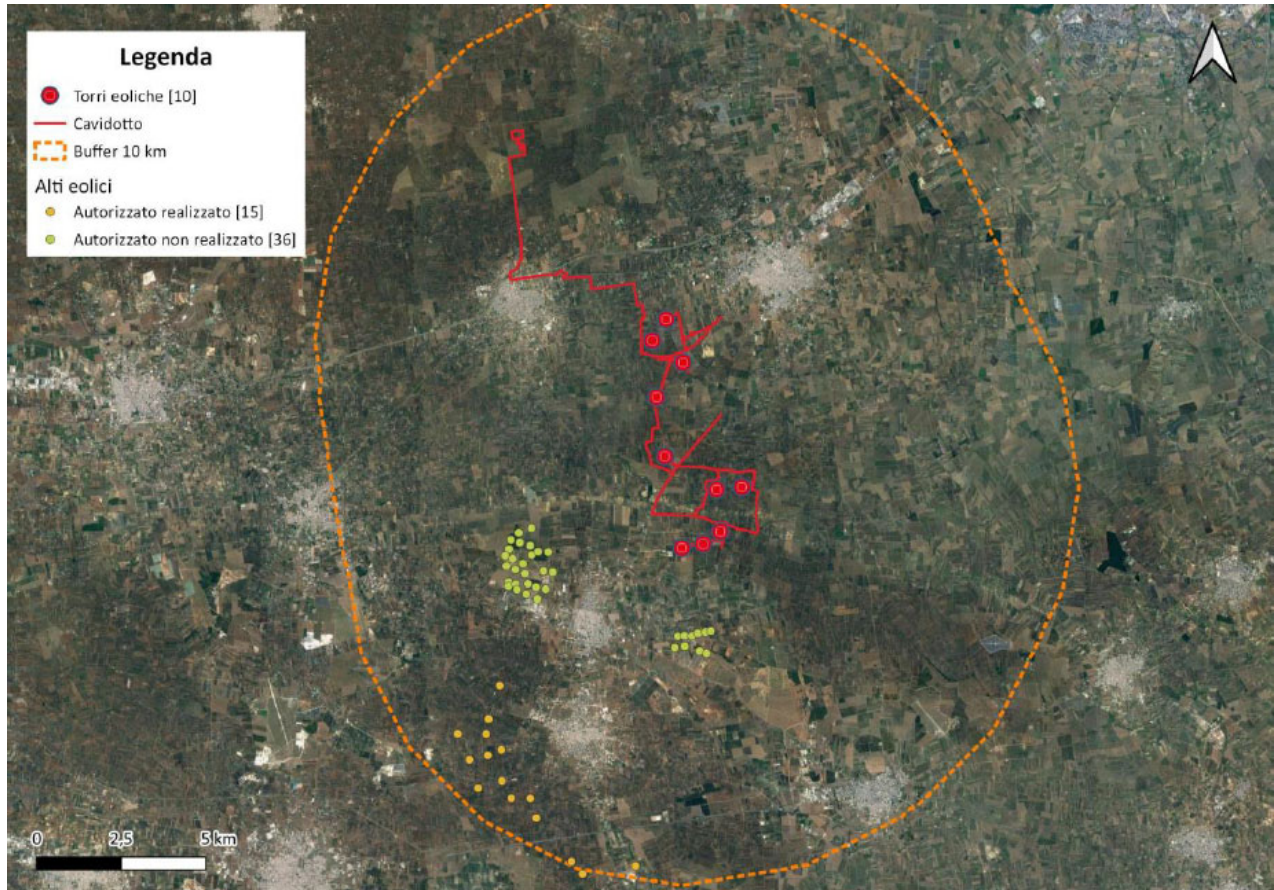 Legenda
Torri eoliche [10]
Cavidotto
Buffer 10 km
Alti eolici
Autorizzato realizzato [15]
Autorizzato non realizzato [36]
0 2,5 5 km